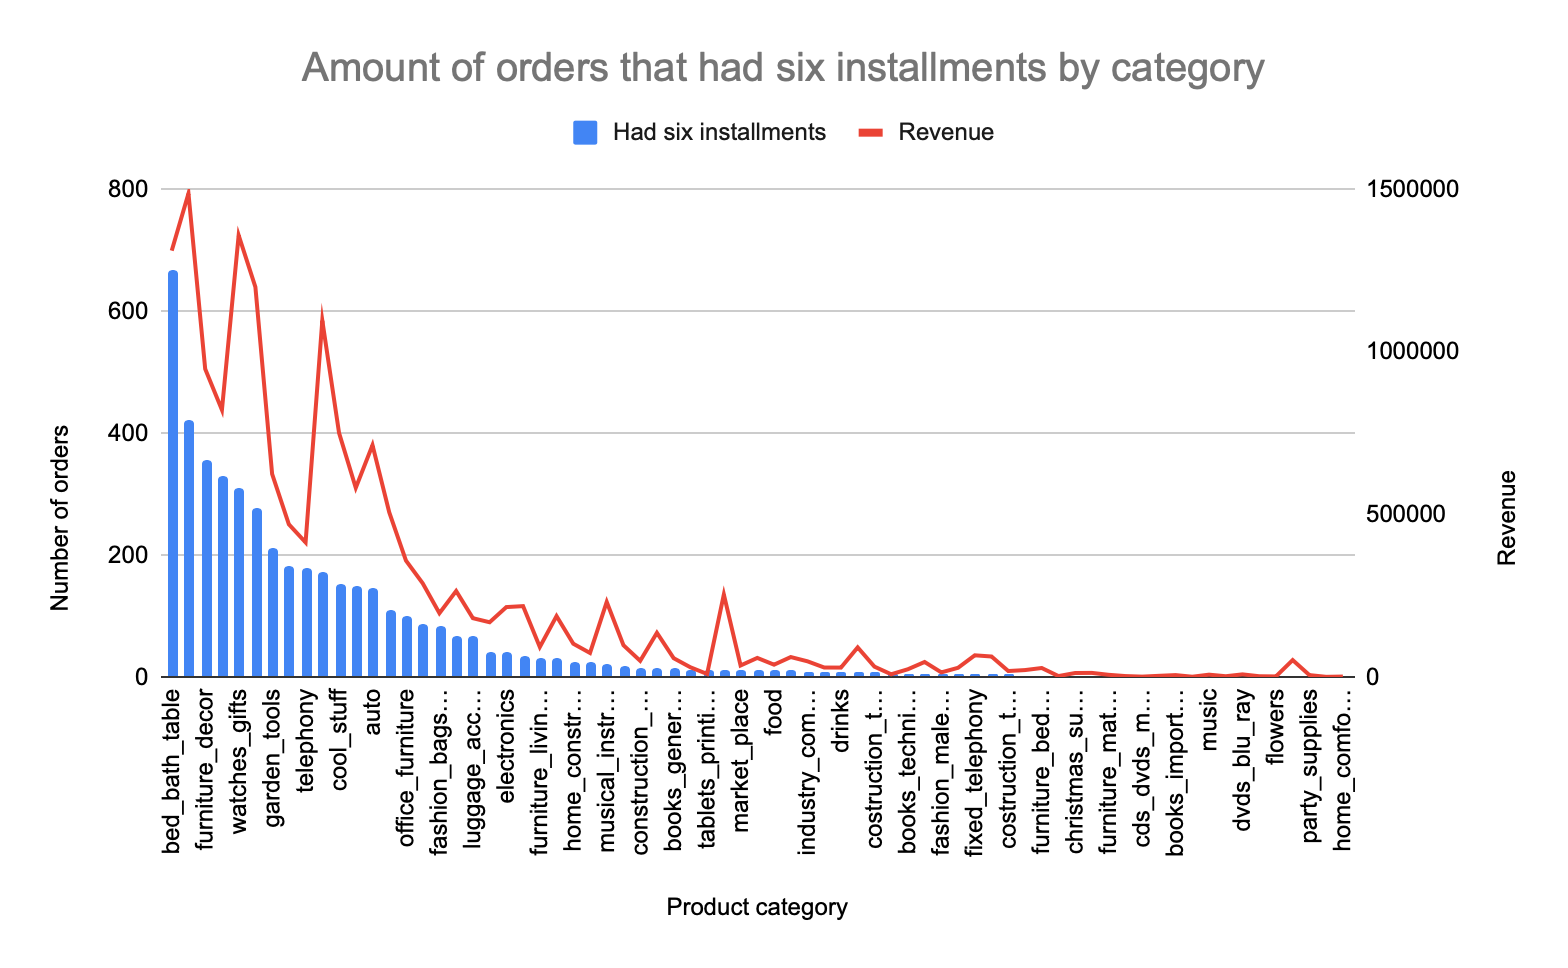 Amount of orders that had six installments by category
Had six installments
Revenue
800
600
400
200
0
1500000
1000000
500000
0
Number of orders
Revenue
bed_bath_table
furniture_decor
watches_gifts
garden_tools
telephony
cool_stuff
auto
office_furniture
fashion_bags…
luggage_acc…
electronics
furniture_livin…
home_constr…
musical_instr…
construction_…
books_gener…
tablets_printi…
market_place
food
industry_com…
drinks
costruction_t…
books_techni…
fashion_male…
fixed_telephony
costruction_t…
furniture_bed…
christmas_su…
furniture_mat…
cds_dvds_m…
books_import…
music
dvds_blu_ray
flowers
party_supplies
home_comfo…
Product category